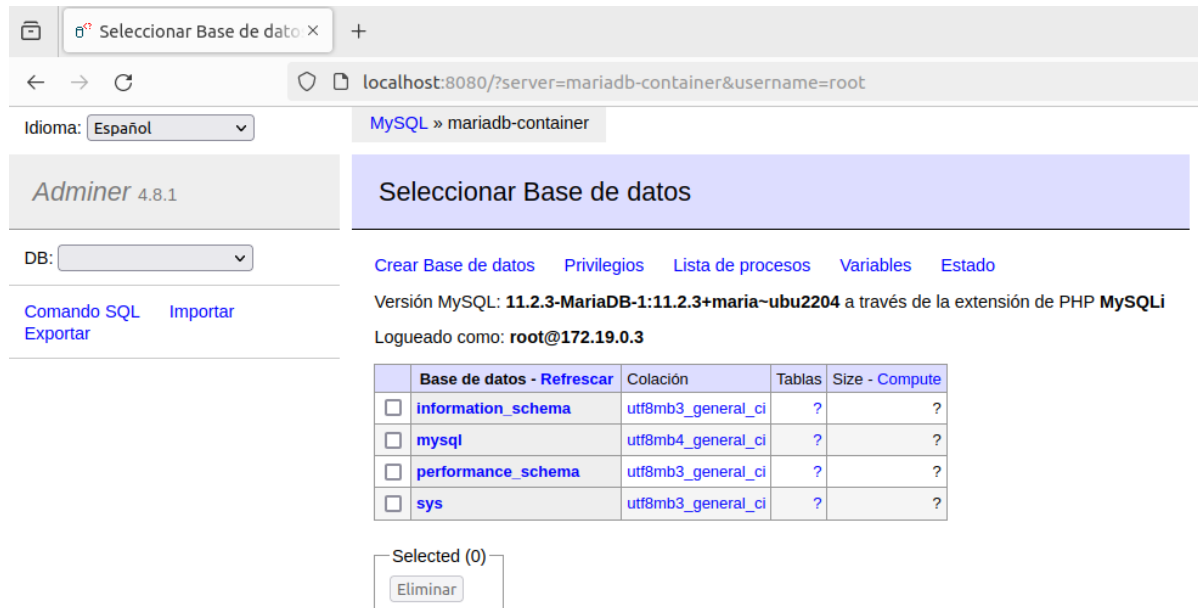 Seleccionar Base de dato
localhost:8080/?server=mariadb-container&username=root
Idioma: Español
MySQL » mariadb-container
Adminer 4.8.1
Seleccionar Base de datos
DB:
Crear Base de datos Privilegios Lista de procesos Variables Estado
Comando SQL Importar
Exportar
Versión MySQL: 11.2.3-MariaDB-1:11.2.3+maria~ubu2204 a través de la extensión de PHP MySQLi
Logueado como: root@172.19.0.3
Base de datos - Refrescar Colación Tablas Size - Compute
information_schema utf8mb3_general_ci ? ?
mysql utf8mb4_general_ci ? ?
performance_schema utf8mb3_general_ci ? ?
sys utf8mb3_general_ci ? ?
Selected (0)
Eliminar